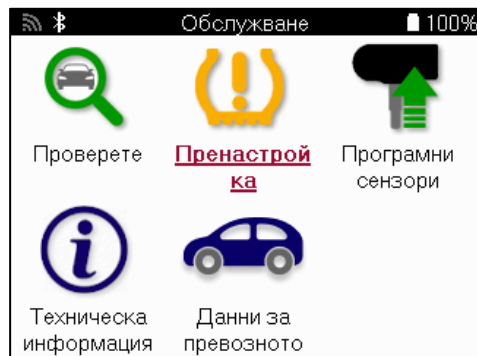 Обслужване 100%
Проверете Пренастрой Програмни
ка сензори
Техническа Данни за
информация превозното